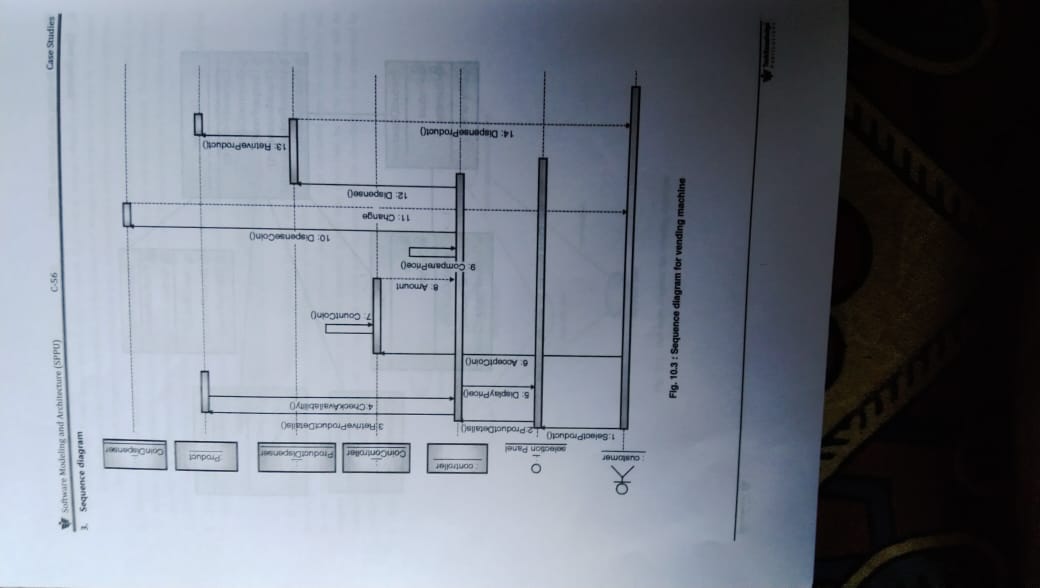 Software Modeling and Architecture (SPPU)
C-56
Case Studies
3. Sequence diagram
: customer
selection Panel
: controller
CoinController
ProductDispenser
Product
CoinDispenser
1:SelectProduct()
2:ProductDetails()
3:RetriveProductDetails()
4:CheckAvailability()
5: DisplayPrice()
6: AcceptCoin()
7: CountCoin()
8: Amount
9: ComparePrice()
10: DispenseCoin()
11: Change
12: Dispense()
13: RetriveProduct()
14: DispenseProduct()
Fig. 10.3 : Sequence diagram for vending machine